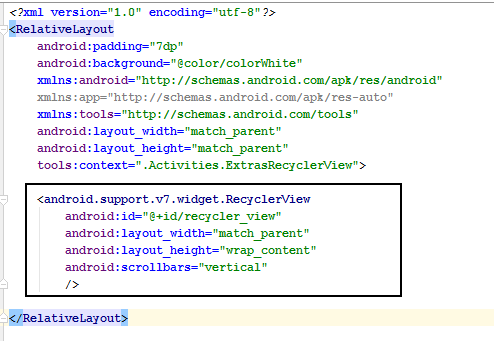 <?xml version="1.0" encoding="utf-8"?>
<RelativeLayout
android:padding="7dp"
android:background="@color/colorWhite"
xmlns:android="http://schemas.android.com/apk/res/android"
xmlns:app="http://schemas.android.com/apk/res-auto"
xmlns:tools="http://schemas.android.com/tools"
android:layout_width="match_parent"
android:layout_height="match_parent"
tools:context=".Activities.ExtrasRecyclerView">
<android.support.v7.widget.RecyclerView
android:id="@+id/recycler_view"
android:layout_width="match_parent"
android:layout_height="wrap_content"
android:scrollbars="vertical"
/>
</RelativeLayout>